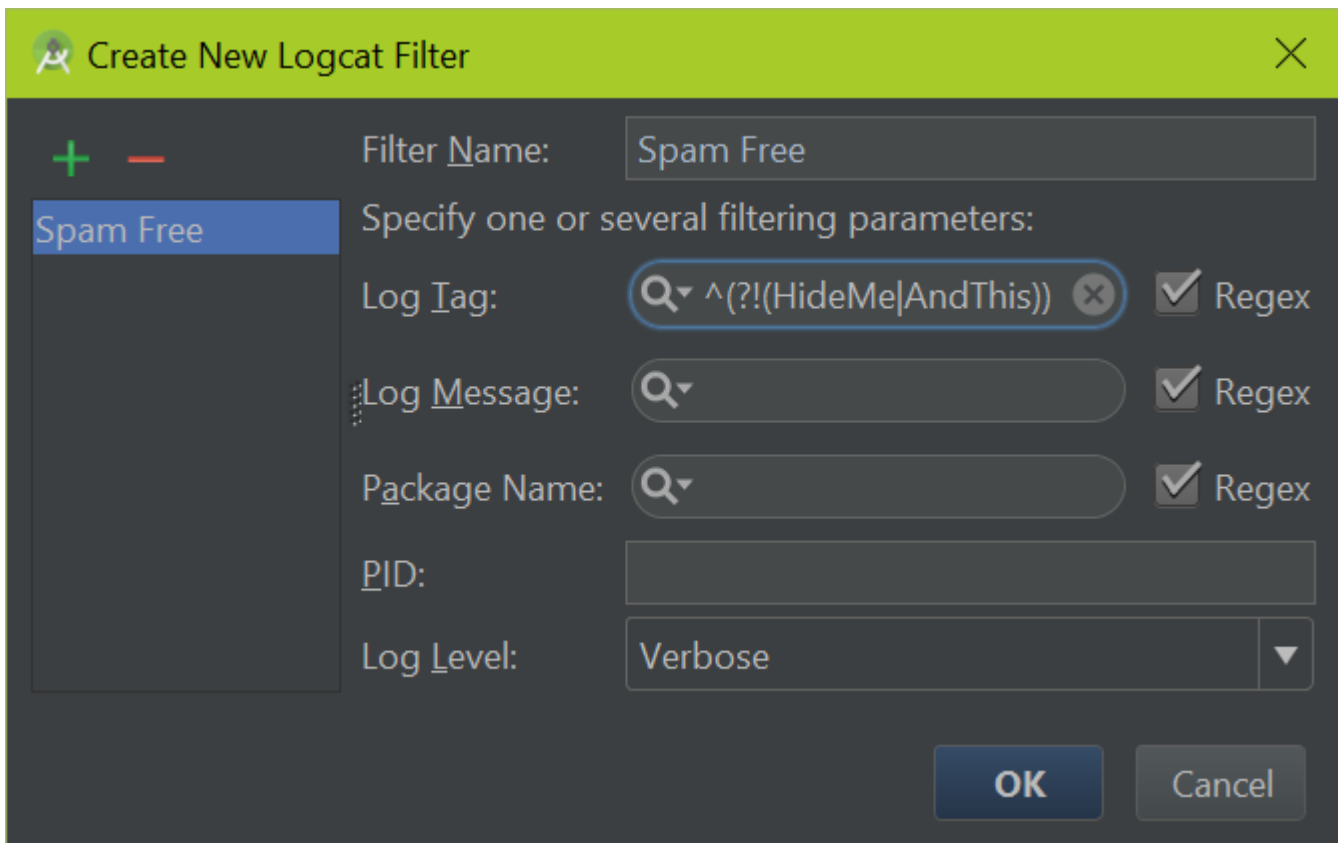 Create New Logcat Filter
Filter Name: Spam Free
Spam Free
Specify one or several filtering parameters:
Log Tag: ^(?!(HideMe|AndThis)) Regex
Log Message: Regex
Package Name: Regex
PID:
Log Level: Verbose
OK Cancel